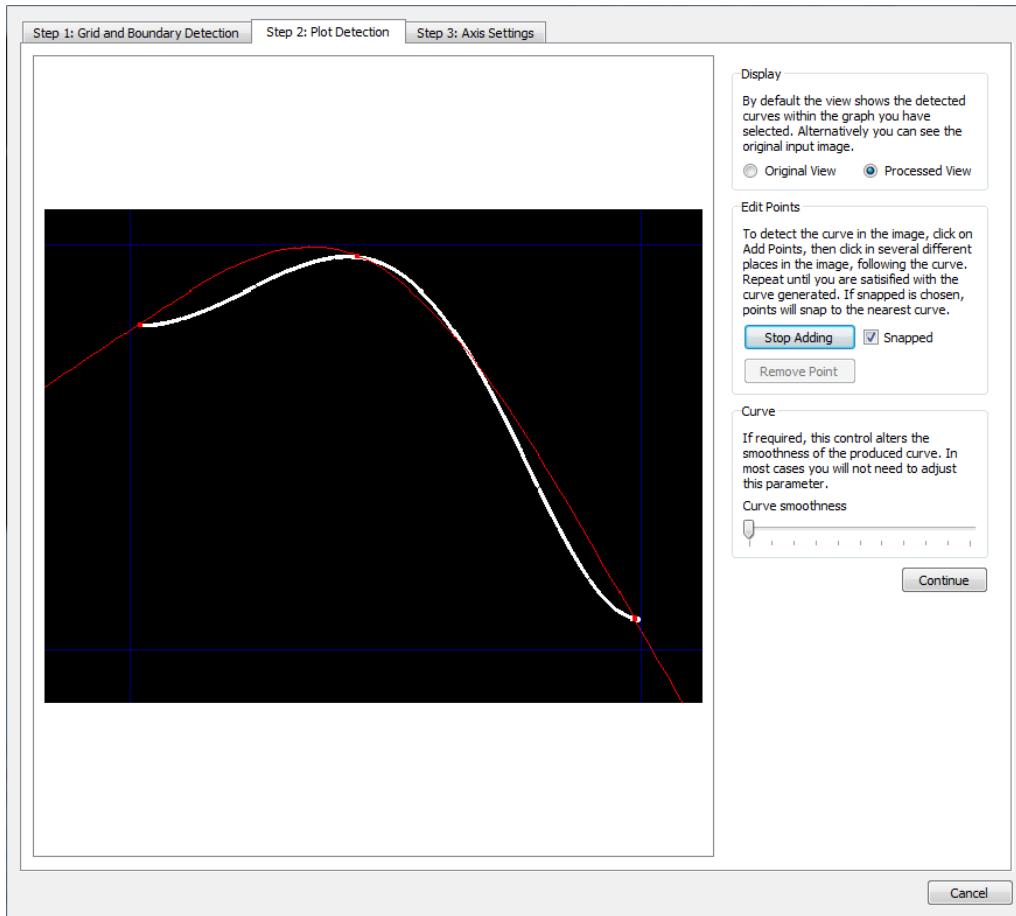 Step 1: Grid and Boundary Detection
Step 2: Plot Detection
Step 3: Axis Settings
Display
By default the view shows the detected
curves within the graph you have
selected. Alternatively you can see the
original input image.
Original View
Processed View
Edit Points
To detect the curve in the image, click on
Add Points, then click in several different
places in the image, following the curve.
Repeat until you are satisified with the
curve generated. If snapped is chosen,
points will snap to the nearest curve.
Stop Adding
Snapped
Remove Point
Curve
If required, this control alters the
smoothness of the produced curve. In
most cases you will not need to adjust
this parameter.
Curve smoothness
Continue
Cancel